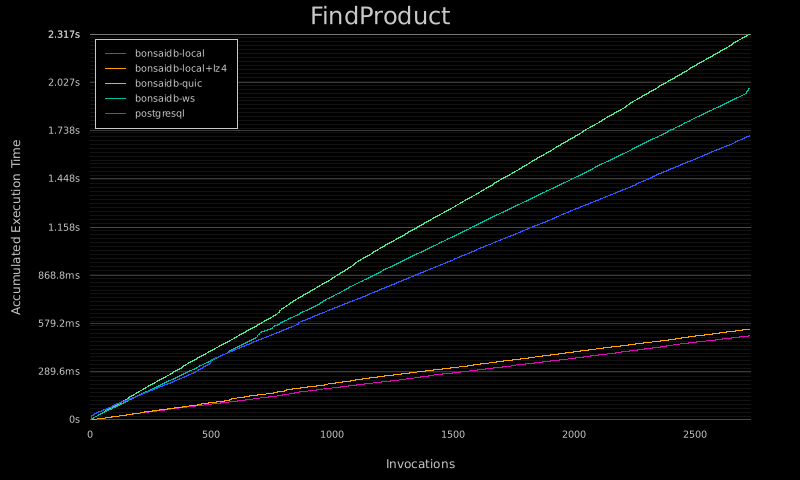 FindProduct
2.317s
2.027s
1.738s
1.448s
1.158s
868.8ms
579.2ms
289.6ms
0s
bonsaidb-local
bonsaidb-local+lz4
bonsaidb-quic
bonsaidb-ws
postgresql
Accumulated Execution Time
0
500
1000
1500
2000
2500
Invocations